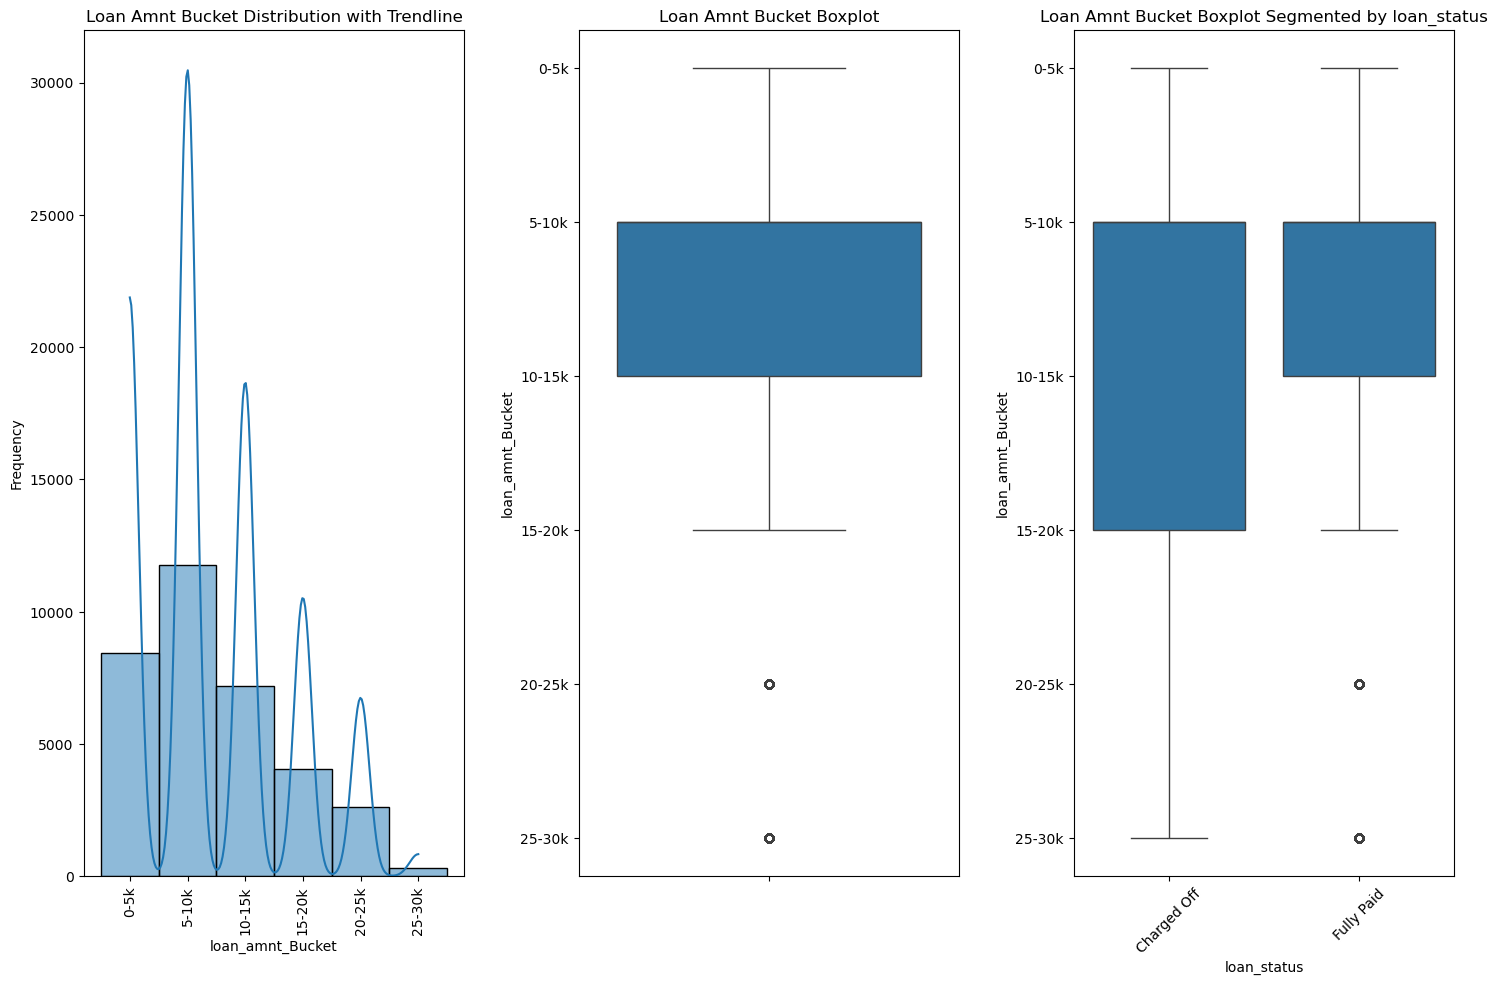 Loan Amnt Bucket Distribution with Trendline
Frequency
30000
25000
20000
15000
10000
5000
0
0-5k
5-10k
10-15k
15-20k
20-25k
25-30k
loan_amnt_Bucket
Loan Amnt Bucket Boxplot
loan_amnt_Bucket
0-5k
5-10k
10-15k
15-20k
20-25k
25-30k
Loan Amnt Bucket Boxplot Segmented by loan_status
loan_amnt_Bucket
0-5k
5-10k
10-15k
15-20k
20-25k
25-30k
Charged Off
Fully Paid
loan_status